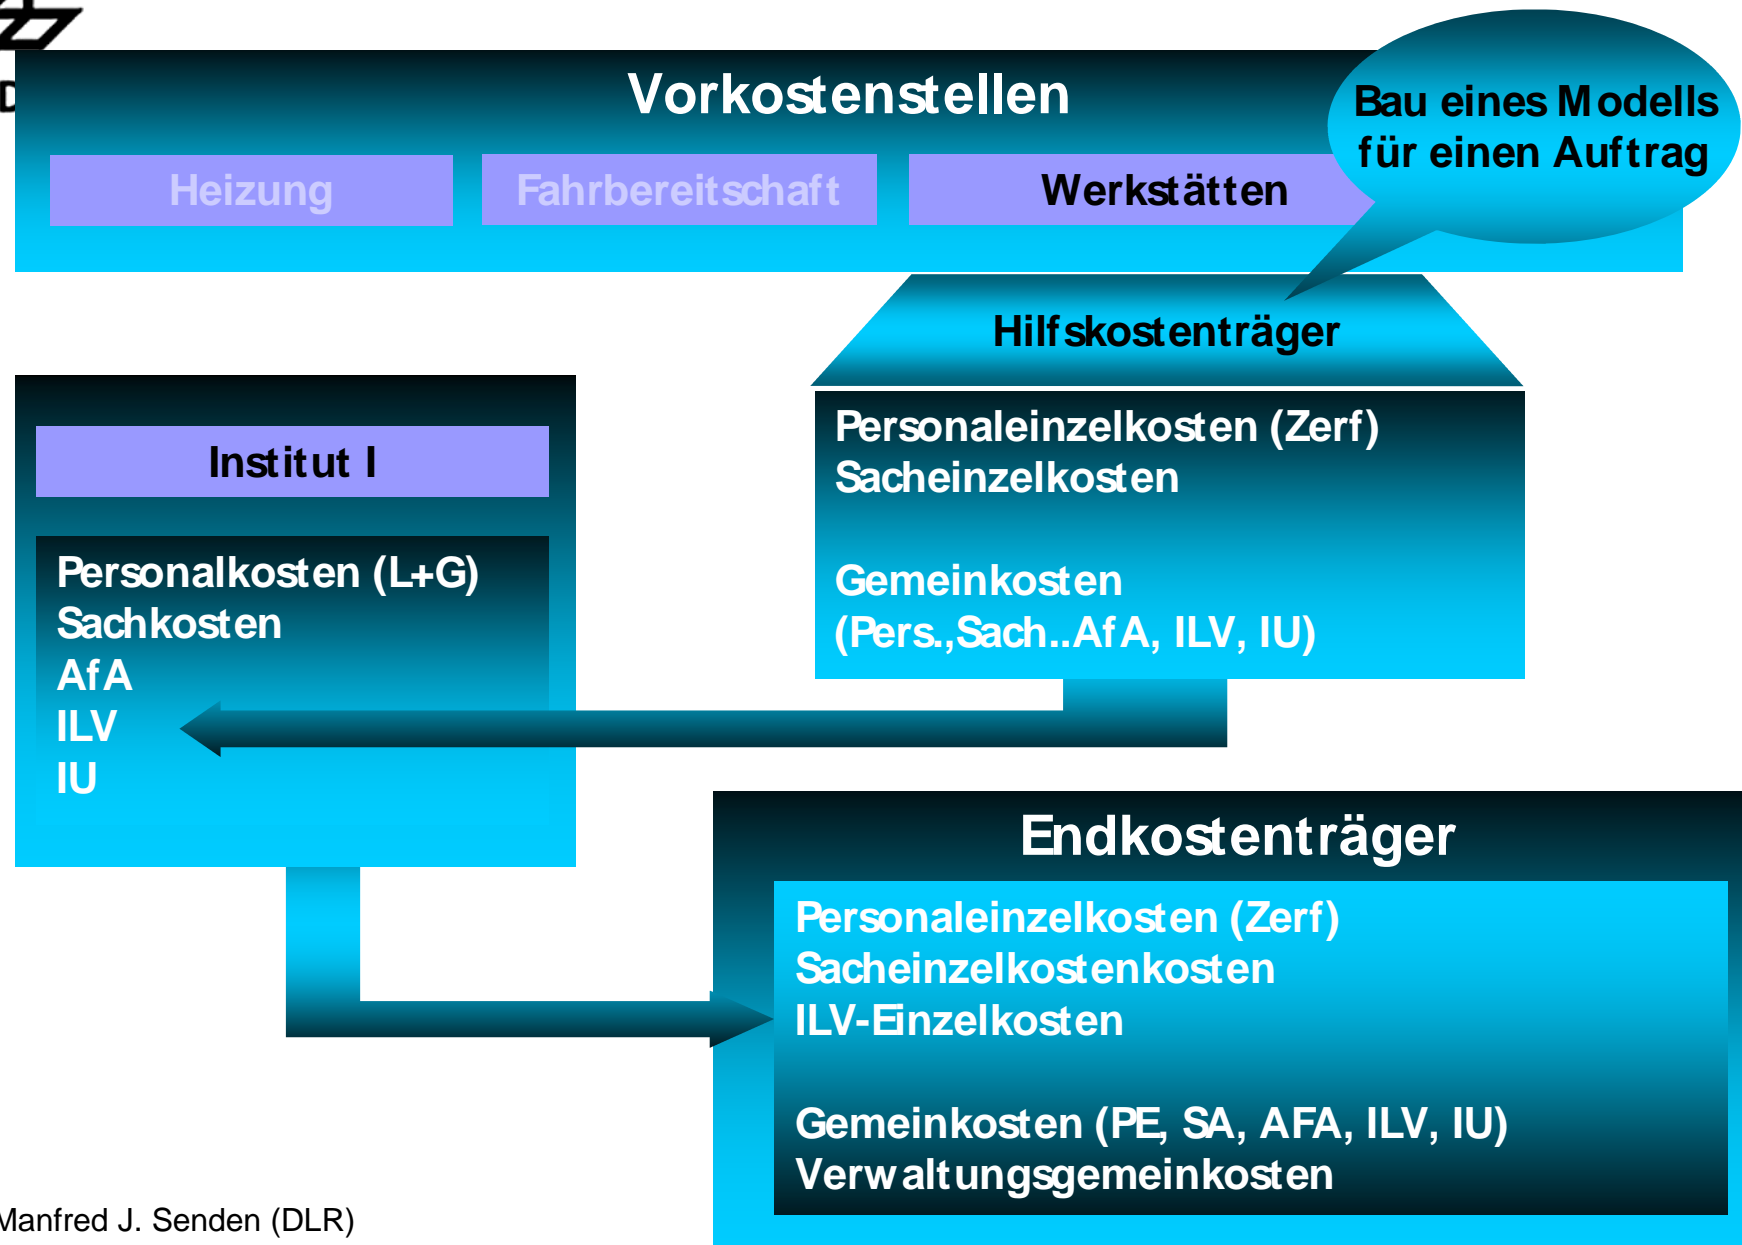 Vorkostenstellen
Bau eines Modells
für einen Auftrag
Heizung
Fahrbereitschaft
Werkstätten
Hilfskostenträger
Personaleinzelkosten (Zerf)
Sacheinzelkosten
Gemeinkosten
(Pers.,Sach..AfA, ILV, IU)
Institut I
Personalkosten (L+G)
Sachkosten
AfA
ILV
IU
Endkostenträger
Personaleinzelkosten (Zerf)
Sacheinzelkostenkosten
ILV-Einzelkosten
Gemeinkosten (PE, SA, AFA, ILV, IU)
Verwaltungsgemeinkosten
Manfred J. Senden (DLR)